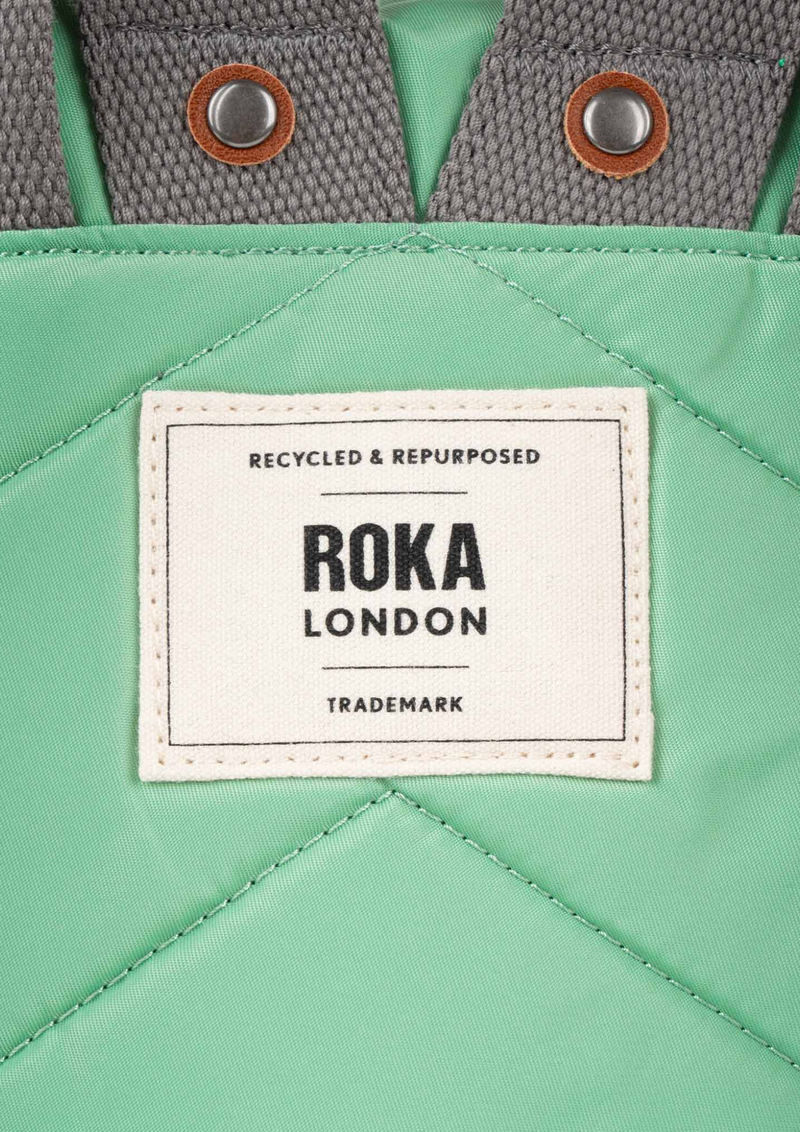 RECYCLED & REPURPOSED
ROKA
LONDON
TRADEMARK